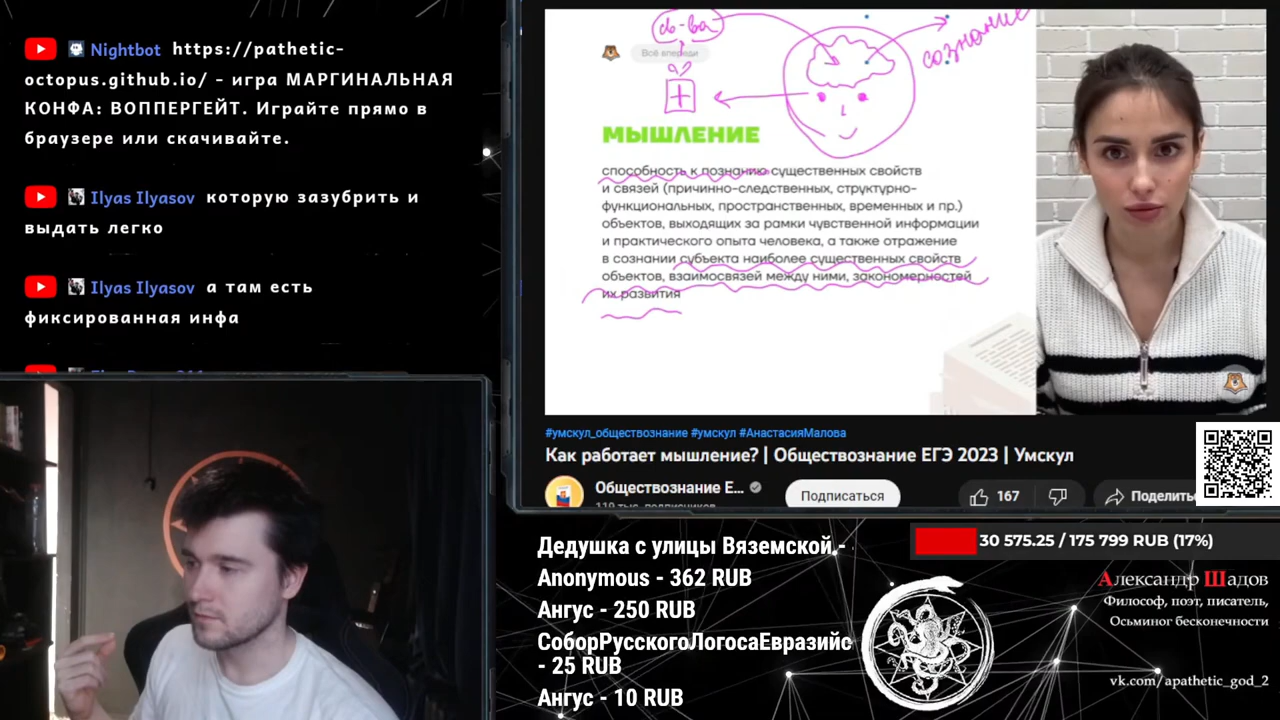 Nightbot https://pathetic-
octopus.github.io/ - игра МАРГИНАЛЬНАЯ
КОНФА: ВОППЕРГЕЙТ. Играйте прямо в
браузере или скачивайте.
Ilyas Ilyasov которую зазубрить и
выдать легко
Ilyas Ilyasov а там есть
фиксированная инфа
сознание
Всё впереди
МЫШЛЕНИЕ
способность к познанию существенных свойств
и связей (причинно-следственных, структурно-
функциональных, пространственных, временных и пр.)
объектов, выходящих за рамки чувственной информации
и практического опыта человека, а также отражение
в сознании субъекта наиболее существенных свойств
объектов, взаимосвязей между ними, закономерностей
их развития
#умскул_обществознание #умскул #АнастасияМалова
Как работает мышление? | Обществознание ЕГЭ 2023 | Умскул
Обществознание Е...
Подписаться
167
Поделить
30 575.25 / 175 799 RUB (17%)
Дедушка с улицы Вяземской -
Anonymous - 362 RUB
Ангус - 250 RUB
СоборРусскогоЛогосаЕвразийс
- 25 RUB
Ангус - 10 RUB
Александр Шадов
Философ, поэт, писатель,
Осьминог бесконечности
vk.com/apathetic_god_2